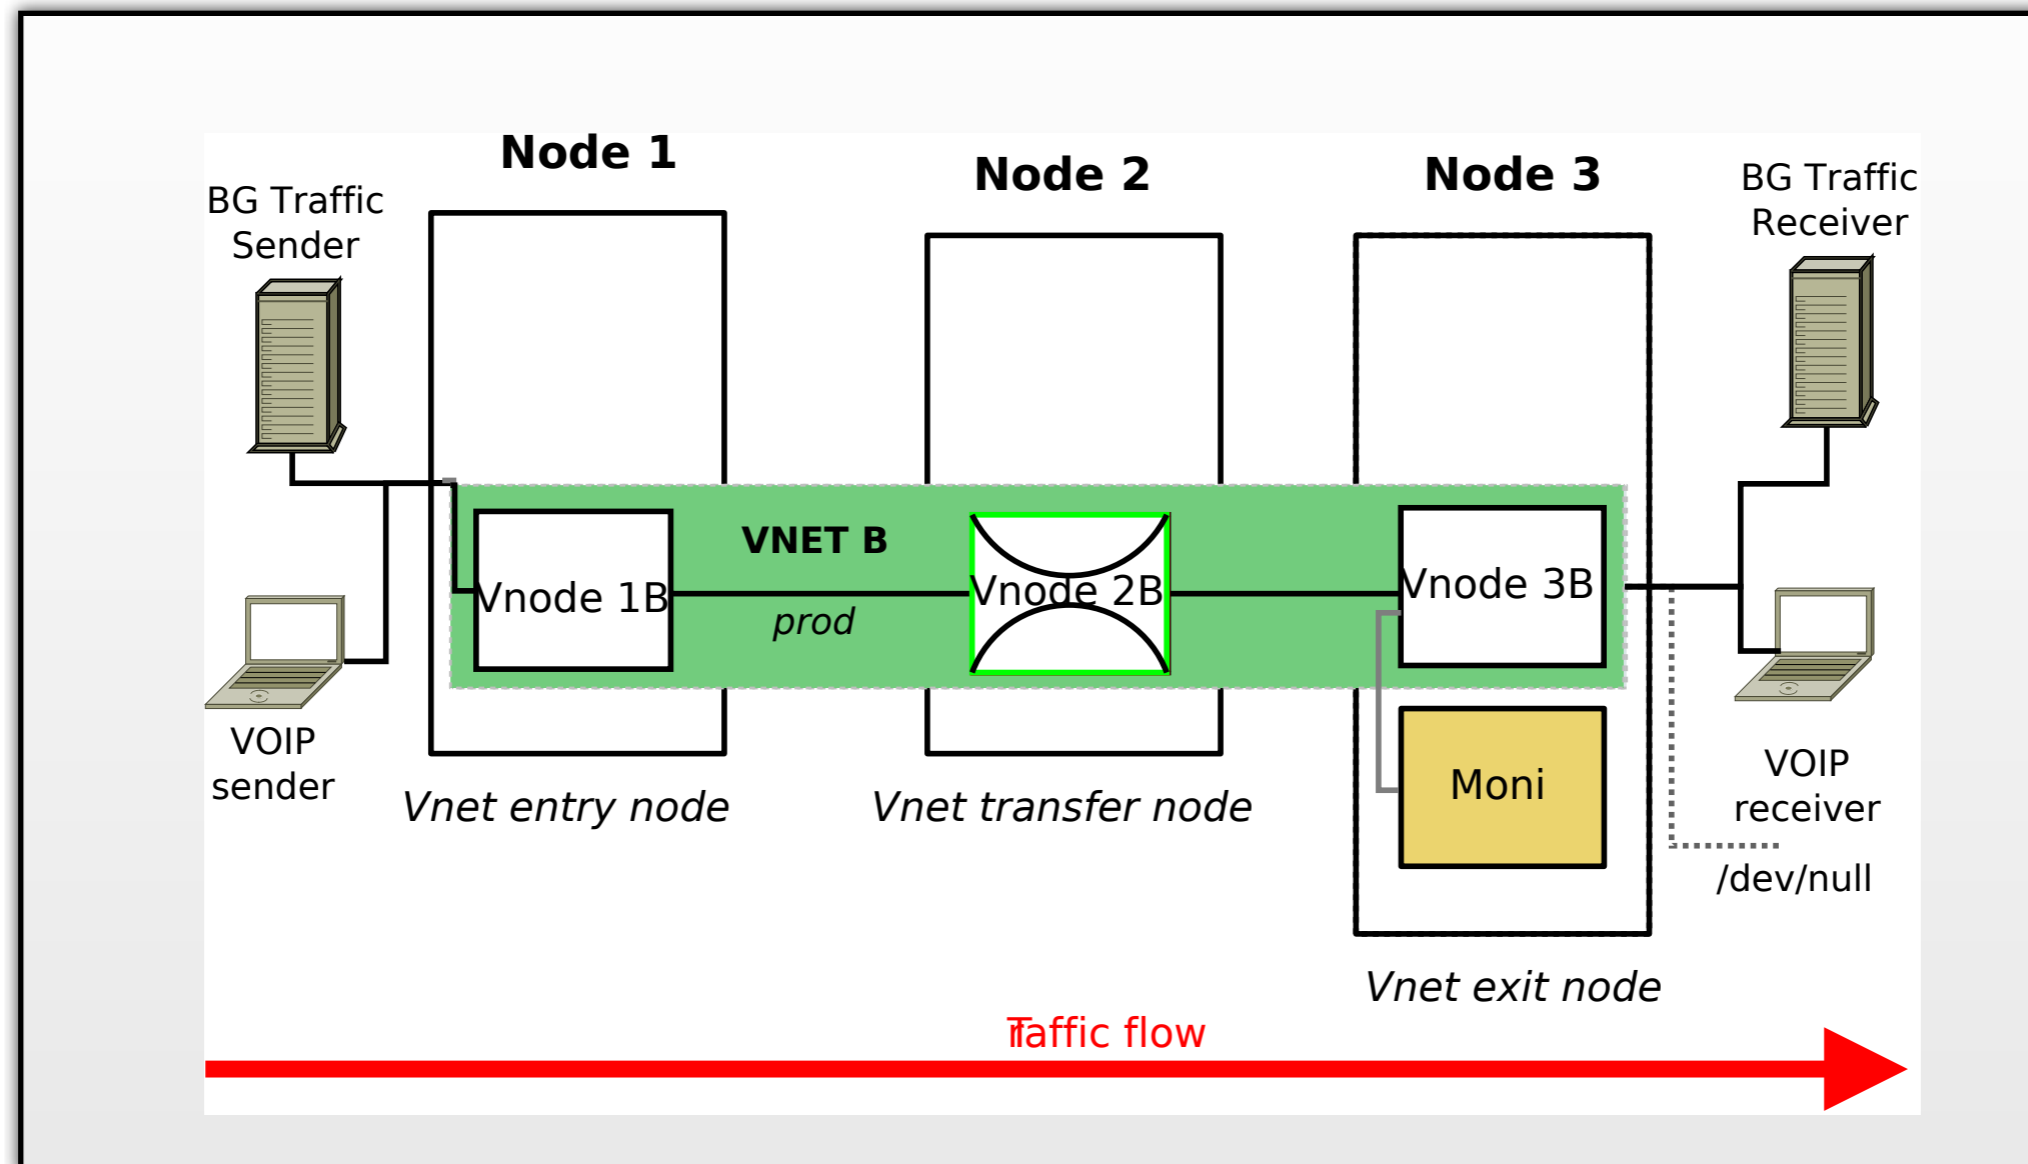 Node 1
Node 2
Node 3
BG Traffic
Sender
BG Traffic
Receiver
VNET B
Vnode 1B
prod
Vnode 2B
Vnode 3B
VOIP
sender
Moni
VOIP
receiver
Vnet entry node
Vnet transfer node
/dev/null
Vnet exit node
Traffic flow